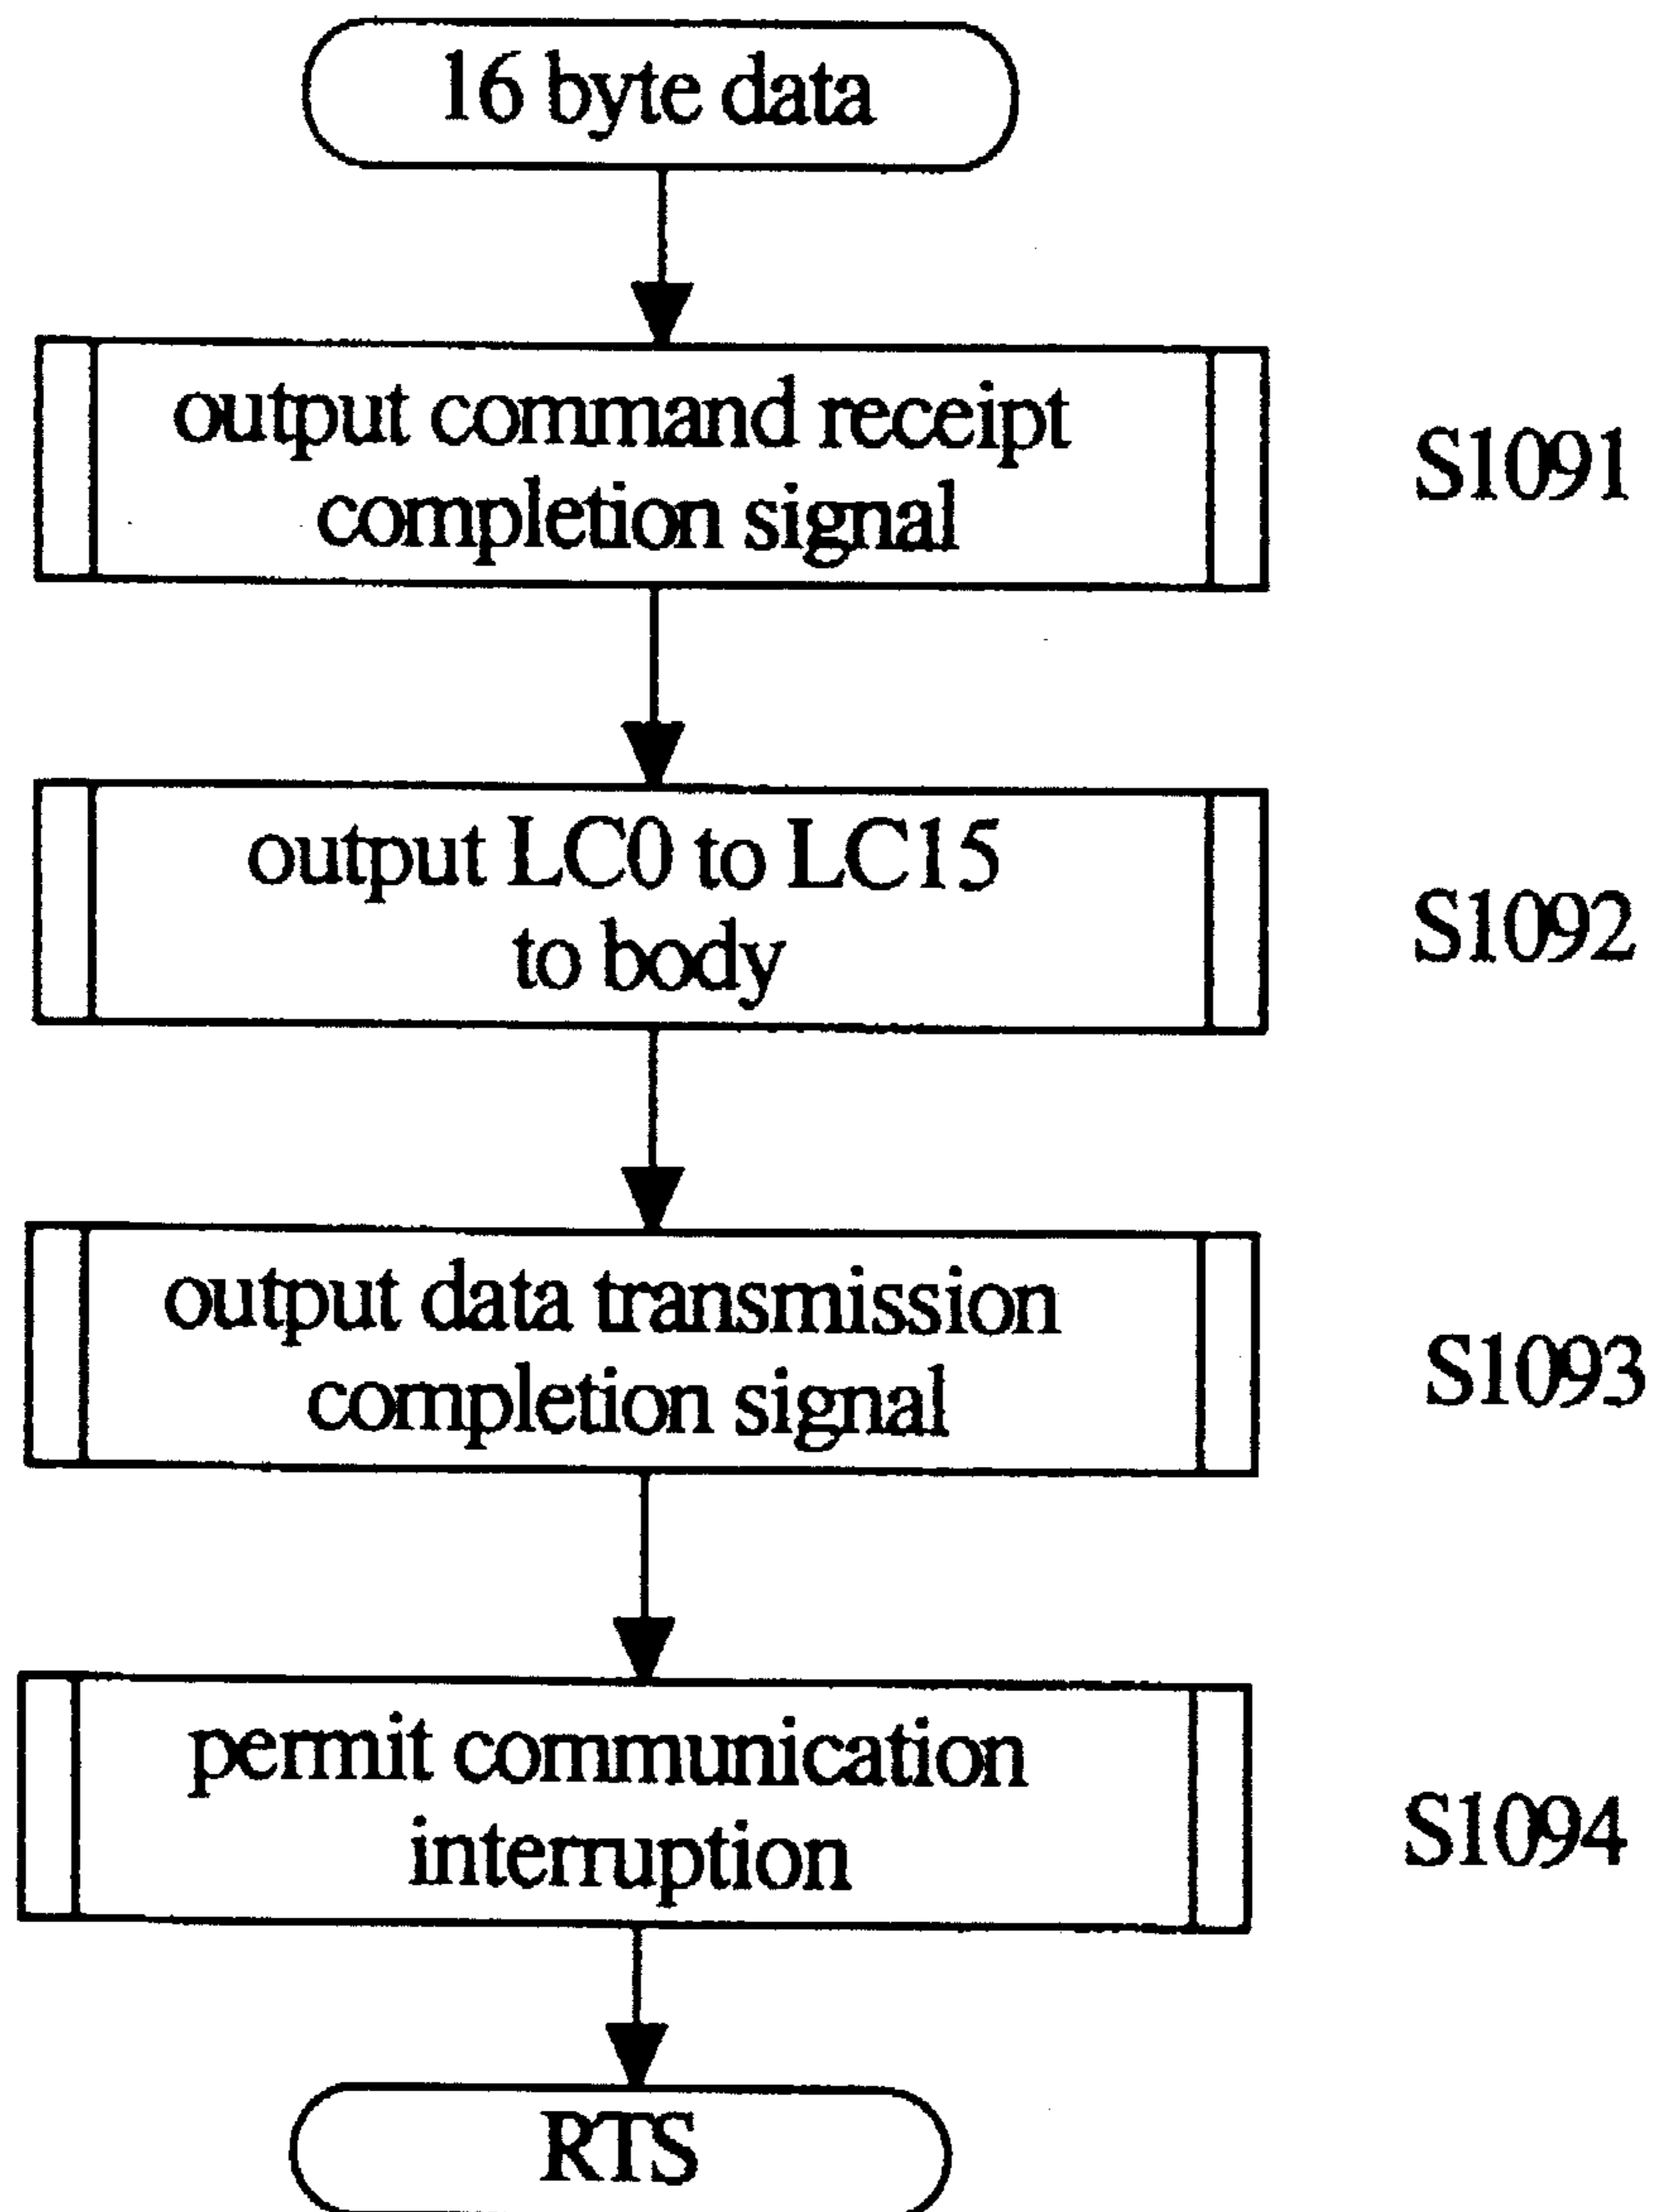 16 byte data
output command receipt
completion signal
S1091
output LC0 to LC15
to body
S1092
output data transmission
completion signal
S1093
permit communication
interruption
S1094
RTS